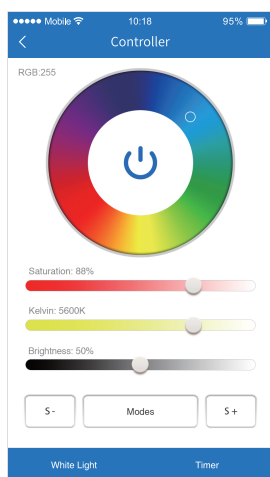 Mobile 10:18 95%
Controller
RGB:255
Saturation: 88%
Kelvin: 5600K
Brightness: 50%
S - Modes S +
White Light Timer